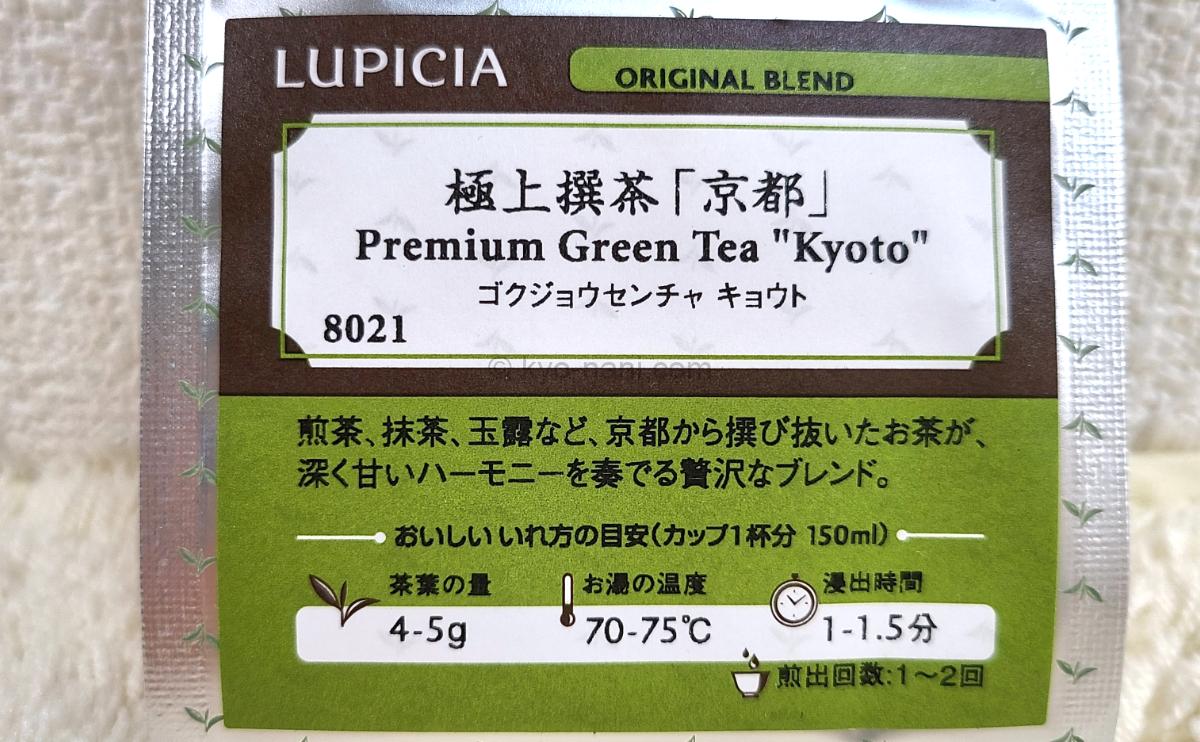 LUPICIA
ORIGINAL BLEND
極上撰茶「京都」
Premium Green Tea "Kyoto"
ゴクジョウセンチャ キョウト
8021
© kyo-nani.com
煎茶、抹茶、玉露など、京都から撰び抜いたお茶が、
深く甘いハーモニーを奏でる贅沢なブレンド。
おいしいいれ方の目安(カップ1杯分 150ml)
茶葉の量 お湯の温度 浸出時間
4-5g 70-75℃ 1-1.5分
煎出回数:1～2回